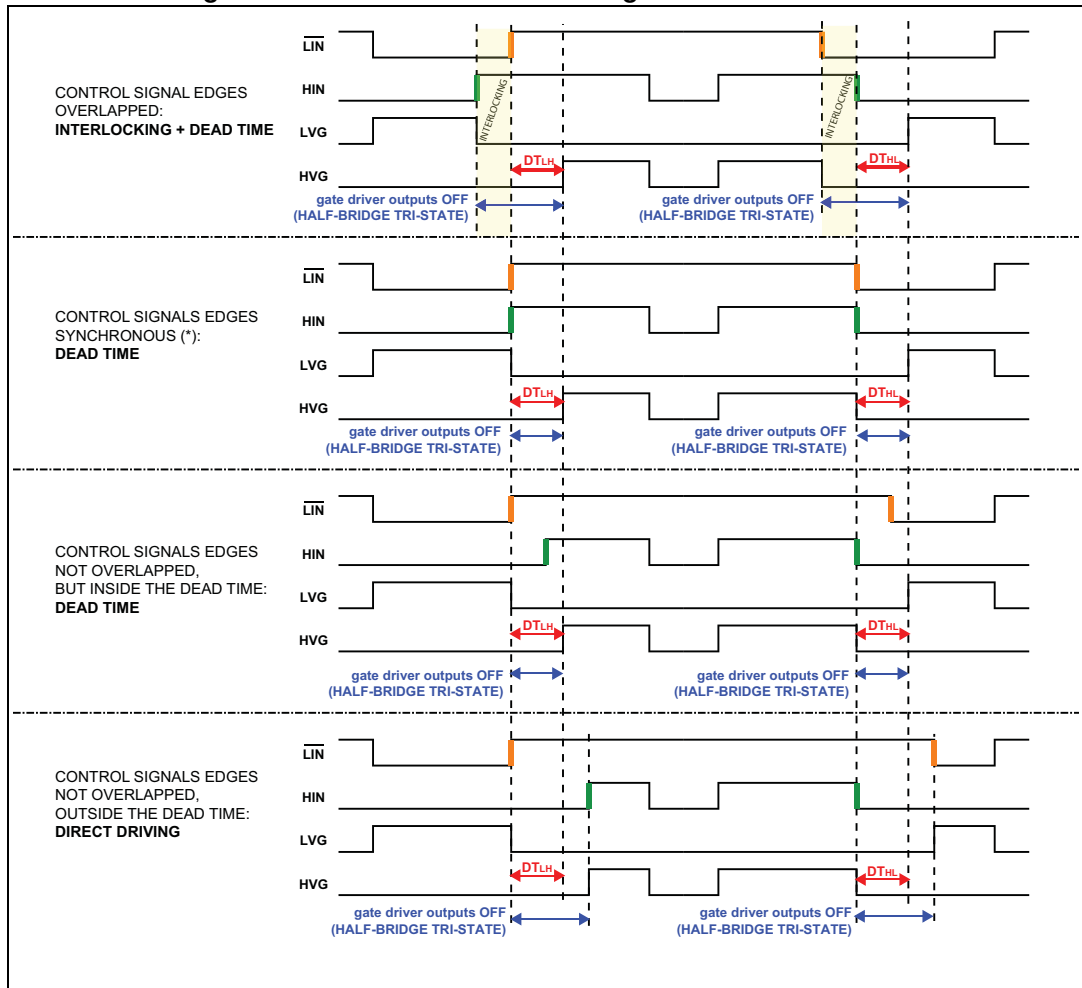 CONTROL SIGNAL EDGES
OVERLAPPED:
INTERLOCKING + DEAD TIME
LIN
HIN
LVG
HVG
INTERLOCKING
INTERLOCKING
DTLH
DTHL
gate driver outputs OFF
(HALF-BRIDGE TRI-STATE)
gate driver outputs OFF
(HALF-BRIDGE TRI-STATE)
CONTROL SIGNALS EDGES
SYNCHRONOUS (*):
DEAD TIME
LIN
HIN
LVG
HVG
DTLH
DTHL
gate driver outputs OFF
(HALF-BRIDGE TRI-STATE)
gate driver outputs OFF
(HALF-BRIDGE TRI-STATE)
CONTROL SIGNALS EDGES
NOT OVERLAPPED,
BUT INSIDE THE DEAD TIME:
DEAD TIME
LIN
HIN
LVG
HVG
DTLH
DTHL
gate driver outputs OFF
(HALF-BRIDGE TRI-STATE)
gate driver outputs OFF
(HALF-BRIDGE TRI-STATE)
CONTROL SIGNALS EDGES
NOT OVERLAPPED,
OUTSIDE THE DEAD TIME:
DIRECT DRIVING
LIN
HIN
LVG
HVG
DTLH
DTHL
gate driver outputs OFF
(HALF-BRIDGE TRI-STATE)
gate driver outputs OFF
(HALF-BRIDGE TRI-STATE)